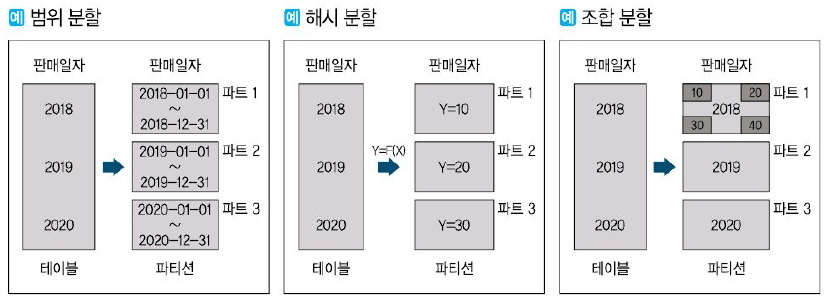 예 범위 분할
판매일자 판매일자
2018
2019
2020
2018-01-01
~
2018-12-31
파트 1
2019-01-01
~
2019-12-31
파트 2
2020-01-01
~
2020-12-31
파트 3
테이블 파티션
예 해시 분할
판매일자 판매일자
2018
2019
2020
Y=F(X)
Y=10
파트 1
Y=20
파트 2
Y=30
파트 3
테이블 파티션
예 조합 분할
판매일자 판매일자
2018
2019
2020
10 20
2018
30 40
파트 1
2019
파트 2
2020
파트 3
테이블 파티션